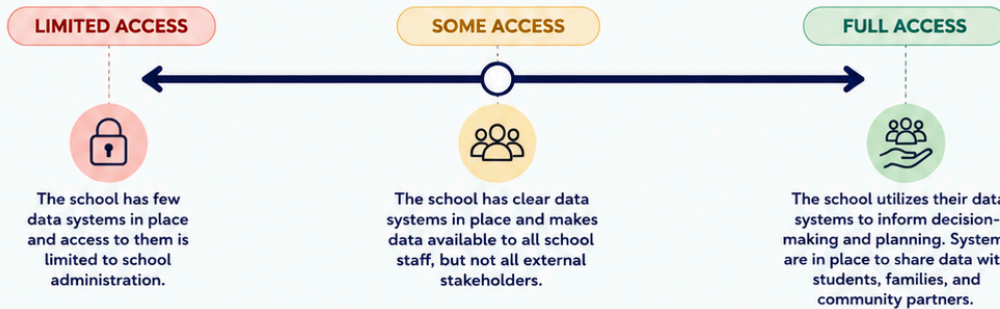 LIMITED ACCESS
SOME ACCESS
FULL ACCESS
The school has few
data systems in place
and access to them is
limited to school
administration.
The school has clear data
systems in place and makes
data available to all school
staff, but not all external
stakeholders.
The school utilizes their data
systems to inform decision-
making and planning. System
are in place to share data wit
students, families, and
community partners.